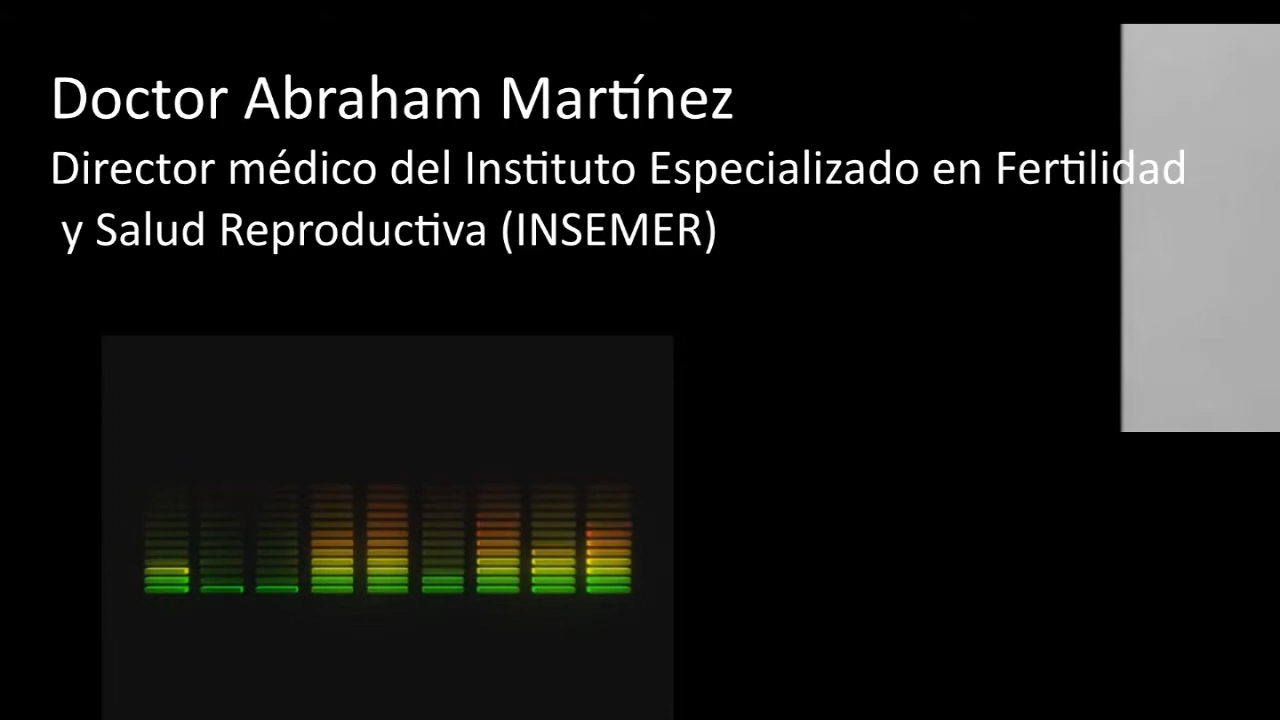 Doctor Abraham Martínez
Director médico del Instituto Especializado en Fertilidad
y Salud Reproductiva (INSEMER)